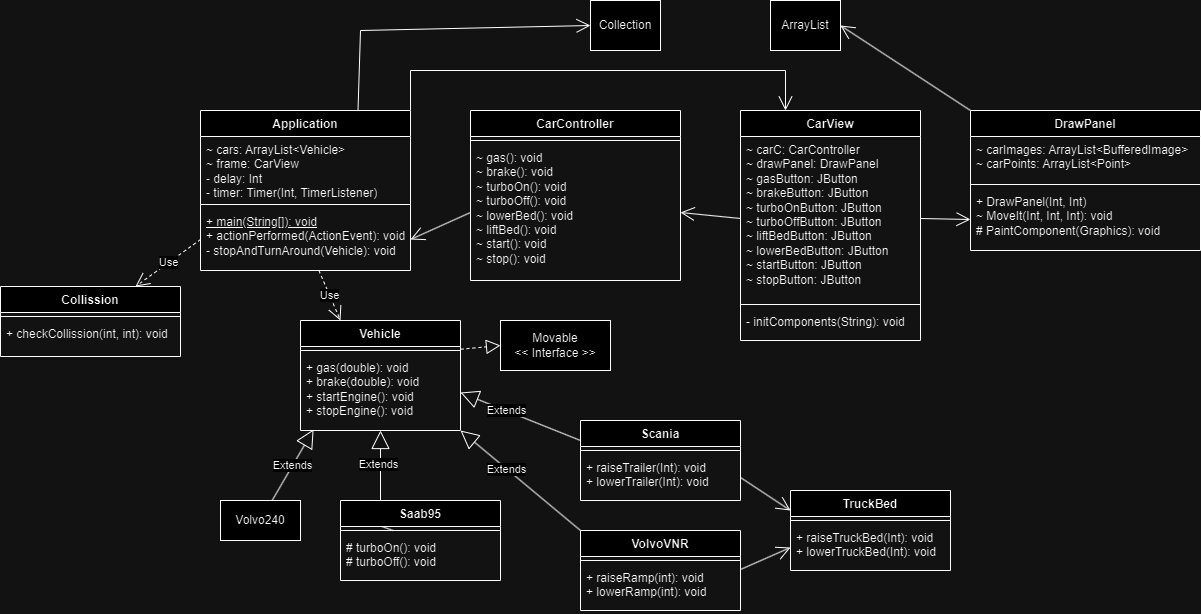 Collection
ArrayList
Application
~ cars: ArrayList<Vehicle>
~ frame: CarView
- delay: Int
- timer: Timer(Int, TimerListener)
+ main(String[]): void
+ actionPerformed(ActionEvent): void
- stopAndTurnAround(Vehicle): void
CarController
~ gas(): void
~ brake(): void
~ turboOn(): void
~ turboOff(): void
~ lowerBed(): void
~ liftBed(): void
~ start(): void
~ stop(): void
CarView
~ carC: CarController
~ drawPanel: DrawPanel
~ gasButton: JButton
~ brakeButton: JButton
~ turboOnButton: JButton
~ turboOffButton: JButton
~ liftBedButton: JButton
~ lowerBedButton: JButton
~ startButton: JButton
~ stopButton: JButton
- initComponents(String): void
DrawPanel
~ carImages: ArrayList<BufferedImage>
~ carPoints: ArrayList<Point>
+ DrawPanel(Int, Int)
~ MoveIt(Int, Int, Int): void
# PaintComponent(Graphics): void
Use
Collission
+ checkCollission(int, int): void
Use
Vehicle
+ gas(double): void
+ brake(double): void
+ startEngine(): void
+ stopEngine(): void
Movable
<< Interface >>
Extends
Extends
Extends
Extends
Scania
+ raiseTrailer(Int): void
+ lowerTrailer(Int): void
Volvo240
Saab95
# turboOn(): void
# turboOff(): void
VolvoVNR
+ raiseRamp(int): void
+ lowerRamp(int): void
TruckBed
+ raiseTruckBed(Int): void
+ lowerTruckBed(Int): void